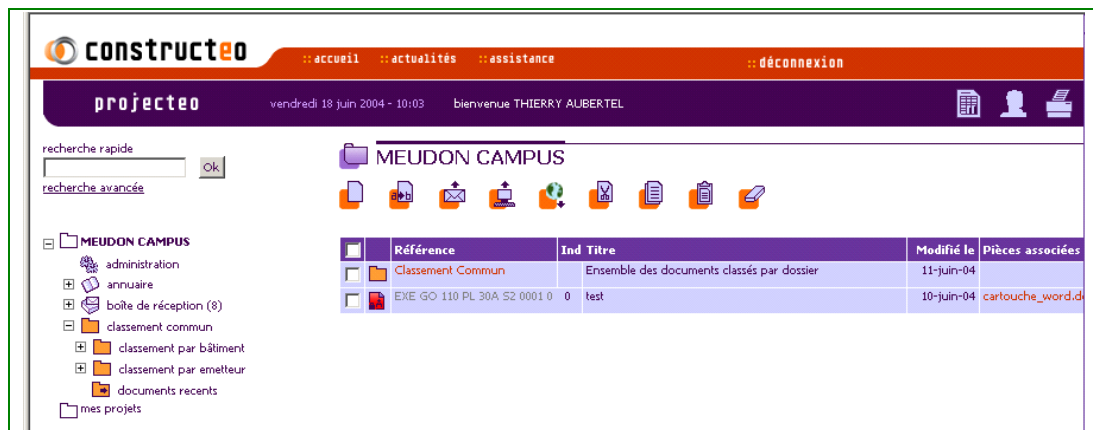 constructeo
::accueil ::actualités ::assistance ::déconnexion
projecteo vendredi 18 juin 2004 - 10:03 bienvenue THIERRY AUBERTEL
recherche rapide
Ok
recherche avancée
MEUDON CAMPUS
a b
MEUDON CAMPUS
administration
annuaire
boîte de réception (8)
classement commun
classement par bâtiment
classement par emetteur
documents recents
mes projets
Référence Ind Titre Modifié le Pièces associées
Classement Commun Ensemble des documents classés par dossier 11-juin-04
EXE GO 110 PL 30A S2 0001 0 0 test 10-juin-04 cartouche_word.d